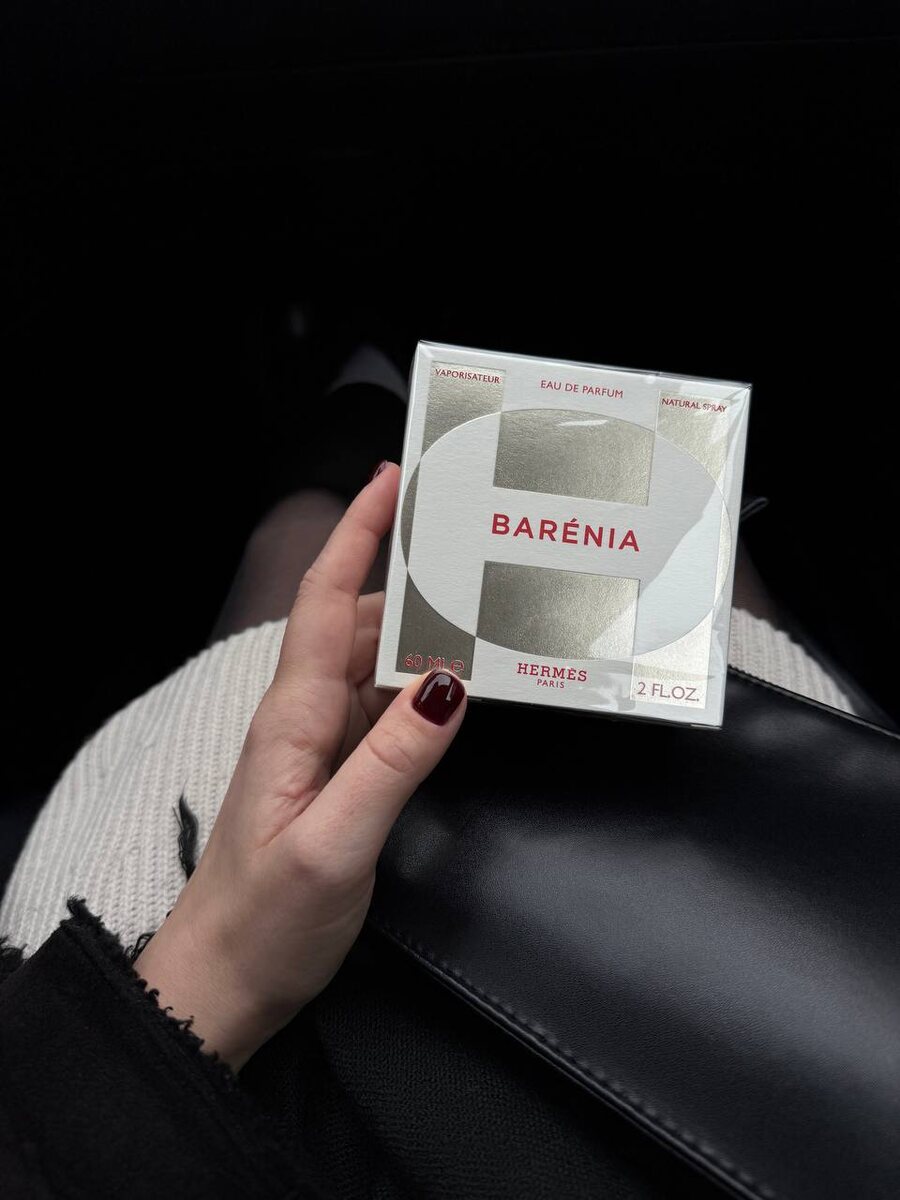 VAPORISATEUR
EAU DE PARFUM
NATURAL SPRAY
BARÉNIA
60 ML℮
HERMÈS
PARIS
2 FL.OZ.